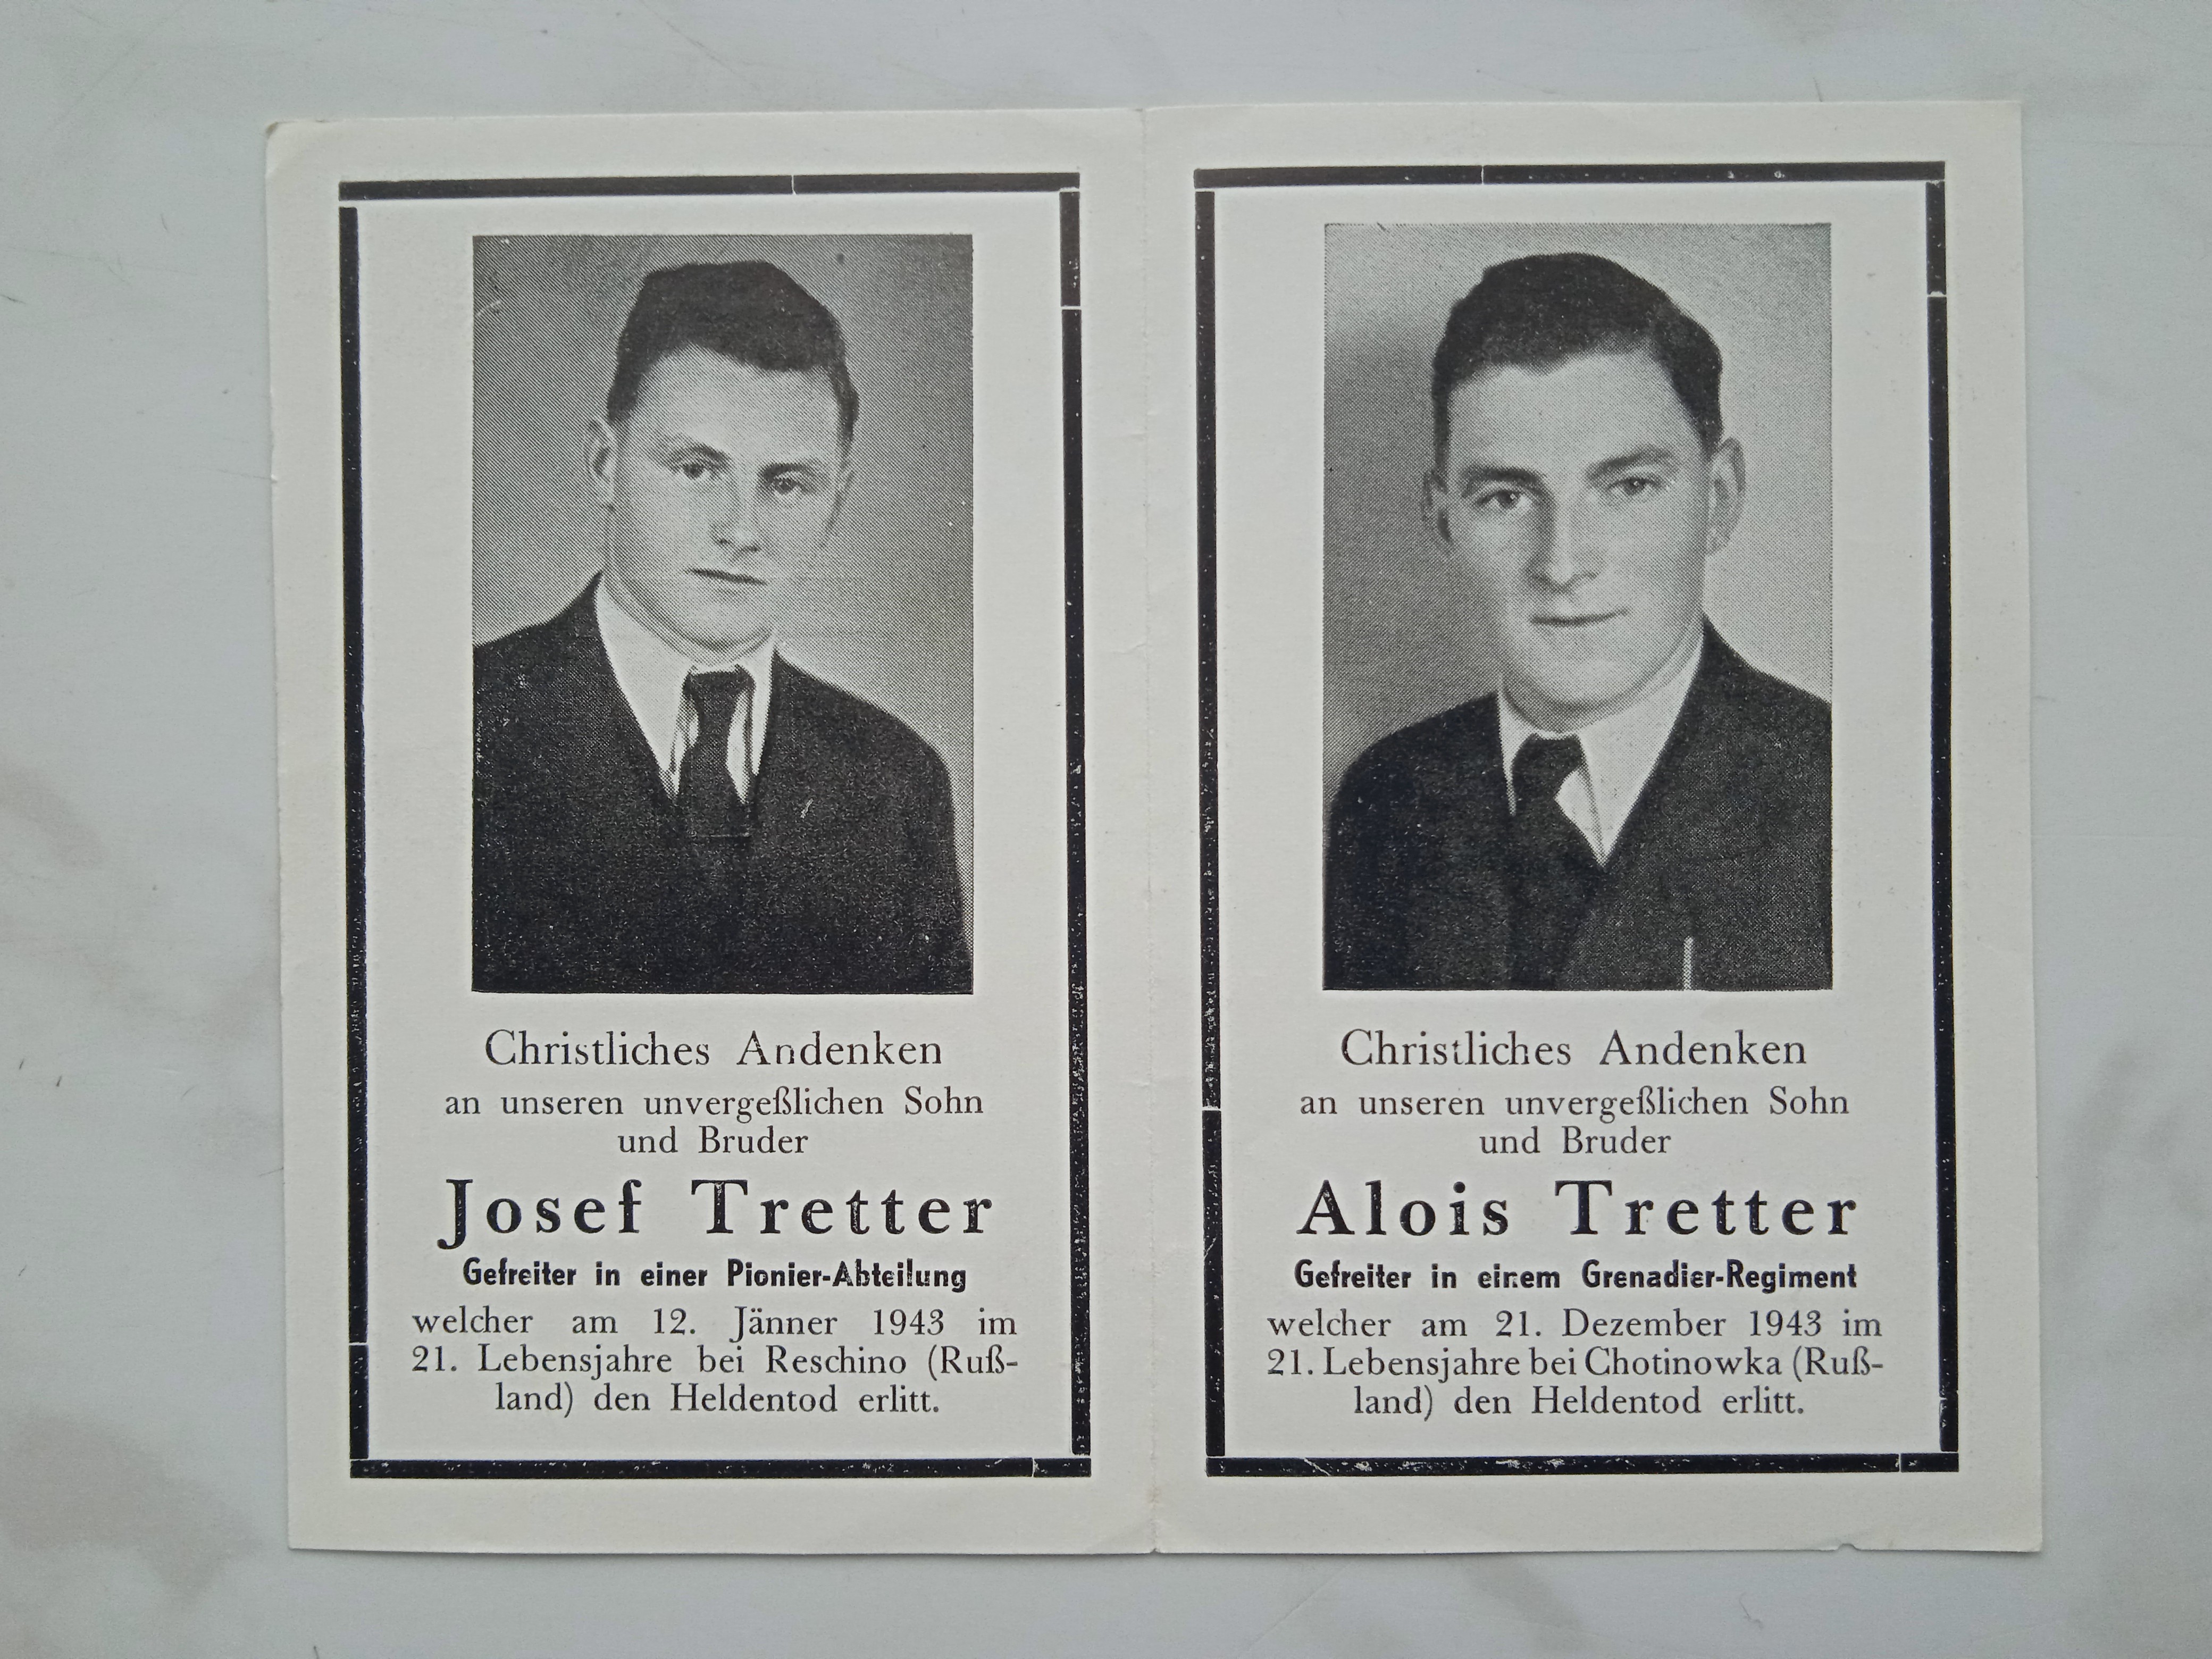 Christliches Andenken
an unseren unvergeßlichen Sohn
und Bruder
Josef Tretter
Gefreiter in einer Pionier-Abteilung
welcher am 12. Jänner 1943 im
21. Lebensjahre bei Reschino (Ruß-
land) den Heldentod erlitt.
Christliches Andenken
an unseren unvergeßlichen Sohn
und Bruder
Alois Tretter
Gefreiter in einem Grenadier-Regiment
welcher am 21. Dezember 1943 im
21. Lebensjahre bei Chotinowka (Ruß-
land) den Heldentod erlitt.